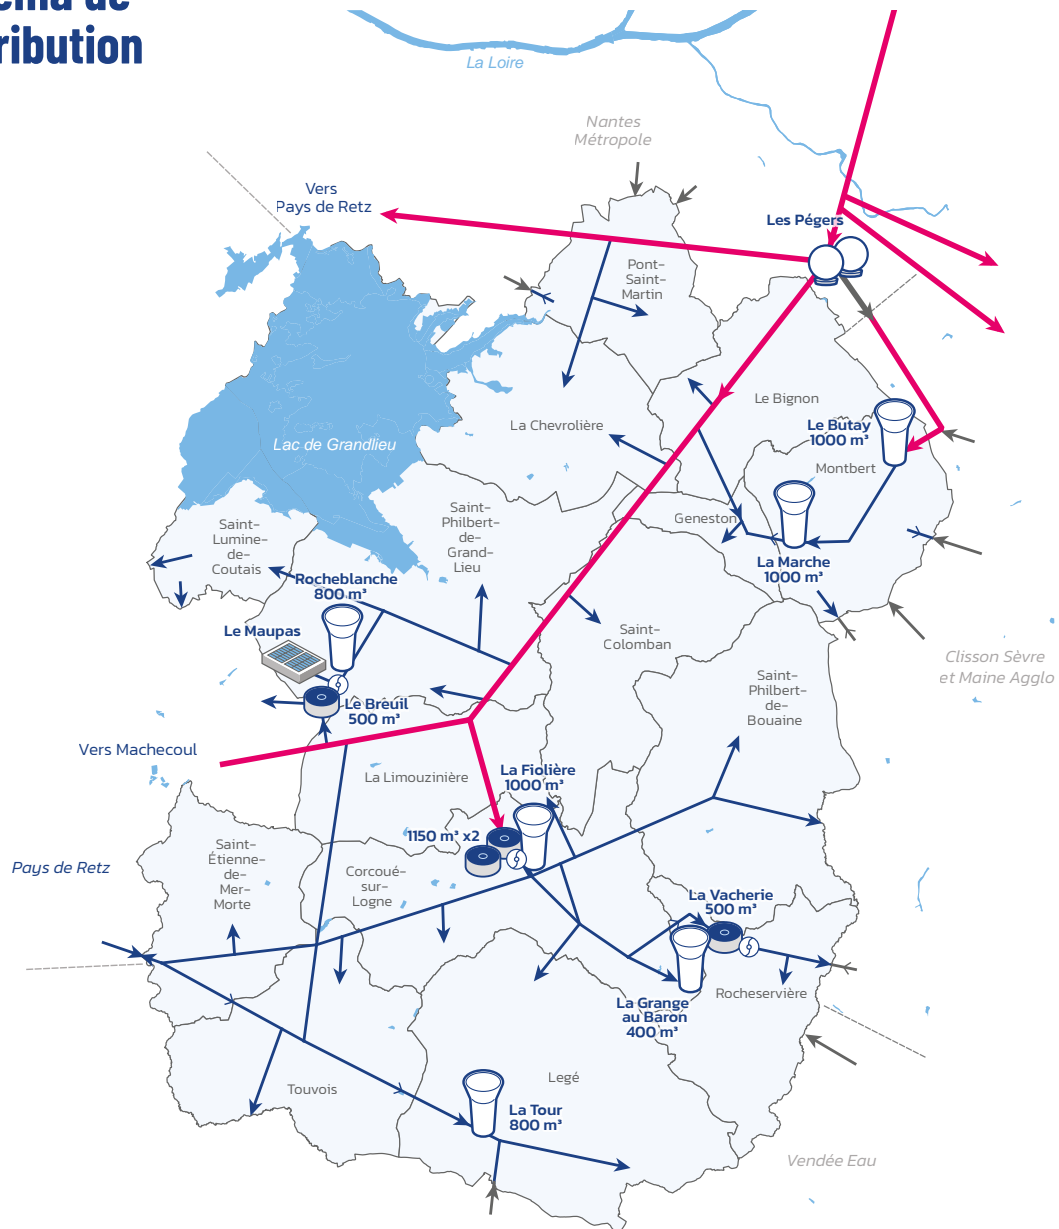 ribution
La Loire
Nantes
Métropole
Vers
Pays de Retz
Les Pégers
Pont-
Saint-
Martin
Le Bignon
La Chevrolière
Le Butay
1000 m³
Lac de Grandlieu
Montbert
Saint-
Philbert-
de-
Grand-
Lieu
Geneston
Saint-
Lumine-
de-
Coutais
La Marche
1000 m³
Rocheblanche
800 m³
Le Maupas
Saint-
Colomban
Clisson Sèvre
et Maine Agglo
Saint-
Philbert-
de-
Bouaine
Le Breuil
500 m³
Vers Machecoul
La Limouzinière
La Fiolière
1000 m³
1150 m³ x2
Saint-
Étienne-
de-
Mer-
Morte
Pays de Retz
Corcoué-
sur-
Logne
La Vacherie
500 m³
Rocheservière
La Grange
au Baron
400 m³
Legé
Touvois
La Tour
800 m³
Vendée Eau